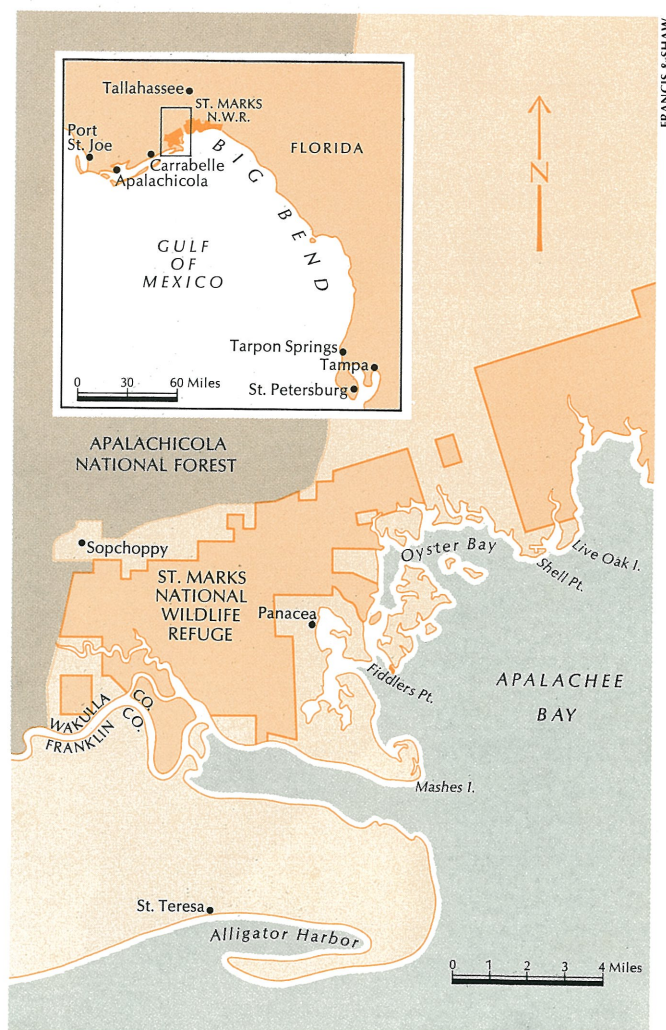 FRANCIS & SHAW
Tallahassee
ST. MARKS
N.W.R.
Port
St. Joe
Carrabelle
Apalachicola
FLORIDA
BIG BEND
GULF
OF
MEXICO
Tarpon Springs
Tampa
St. Petersburg
0 30 60 Miles
N
APALACHICOLA
NATIONAL FOREST
Sopchoppy
Oyster Bay
Live Oak I.
Shell Pt.
ST. MARKS
NATIONAL
WILDLIFE
REFUGE
Panacea
Fiddlers Pt.
APALACHEE
BAY
WAKULLA CO.
FRANKLIN CO.
Mashes I.
St. Teresa
Alligator Harbor
0 1 2 3 4 Miles